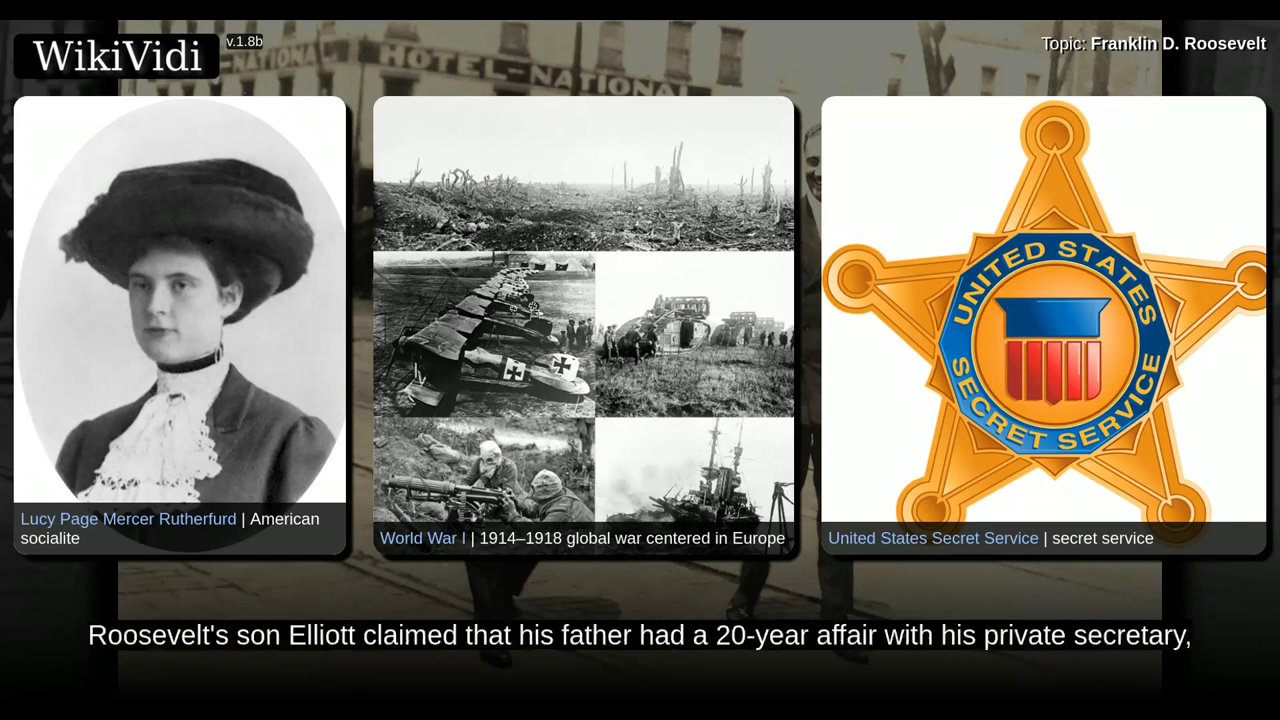 WikiVidi
v.1.8b
Topic: Franklin D. Roosevelt
-NATIONAL
HOTEL-NATIONAL
UNITED STATES
SECRET SERVICE
Lucy Page Mercer Rutherfurd | American
socialite
World War I | 1914–1918 global war centered in Europe
United States Secret Service | secret service
Roosevelt's son Elliott claimed that his father had a 20-year affair with his private secretary,